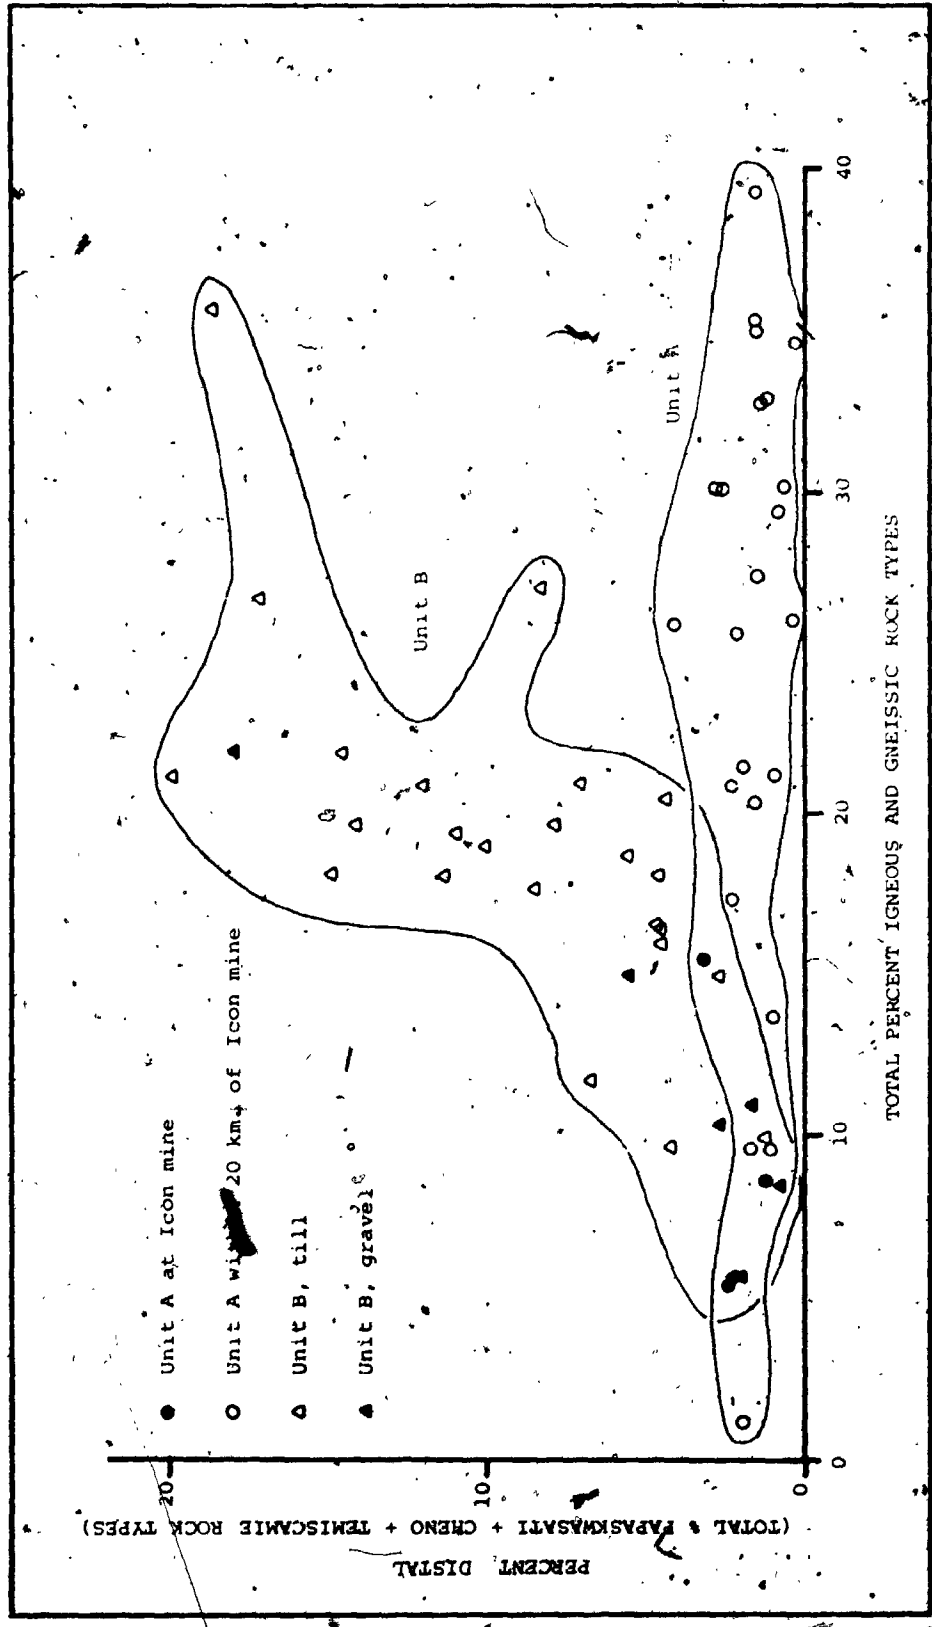 PERCENT DISTAL
(TOTAL % PAPASKWASATI + CHENO + TEMISCAMIE ROCK TYPES)
20
10
0
● Unit A at Icon mine
○ Unit A 20 km. of Icon mine
△ Unit B, till
▲ Unit B, gravel
Unit B
Unit A
0 10 20 30 40
TOTAL PERCENT IGNEOUS AND GNEISSIC ROCK TYPES